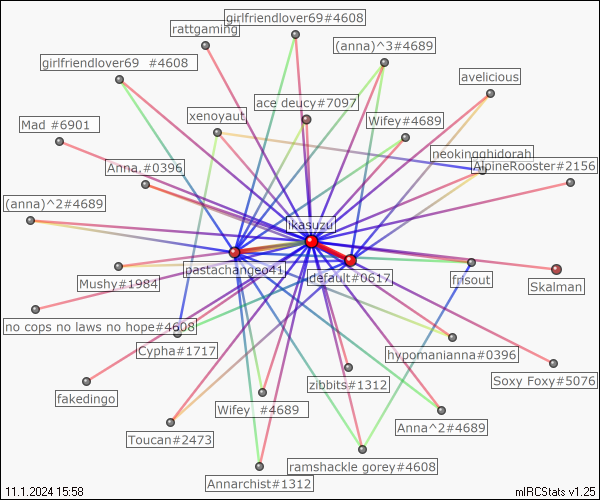 girlfriendlover69#4608
rattgaming
(anna)^3#4689
girlfriendlover69 #4608
avelicious
ace deucy#7097
xenoyaut
Wifey#4689
Mad #6901
neokingghidorah
Anna,#0396
AlpineRooster#2156
(anna)^2#4689
ikasuzu
pastachangeo41
default#0617
frisout
Mushy#1984
Skalman
no cops no laws no hope#4608
Cypha#1717
hypomanianna#0396
zibbits#1312
Soxy Foxy#5076
fakedingo
Wifey #4689
Anna^2#4689
Toucan#2473
ramshackle gorey#4608
Annarchist#1312
11.1.2024 15:58
mIRCStats v1.25